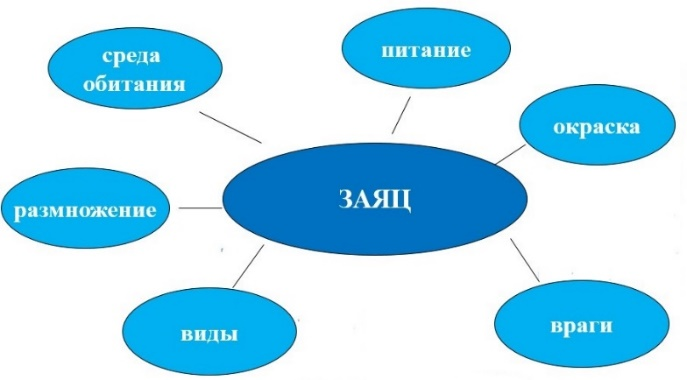 среда
обитания
питание
окраска
ЗАЯЦ
размножение
виды
враги